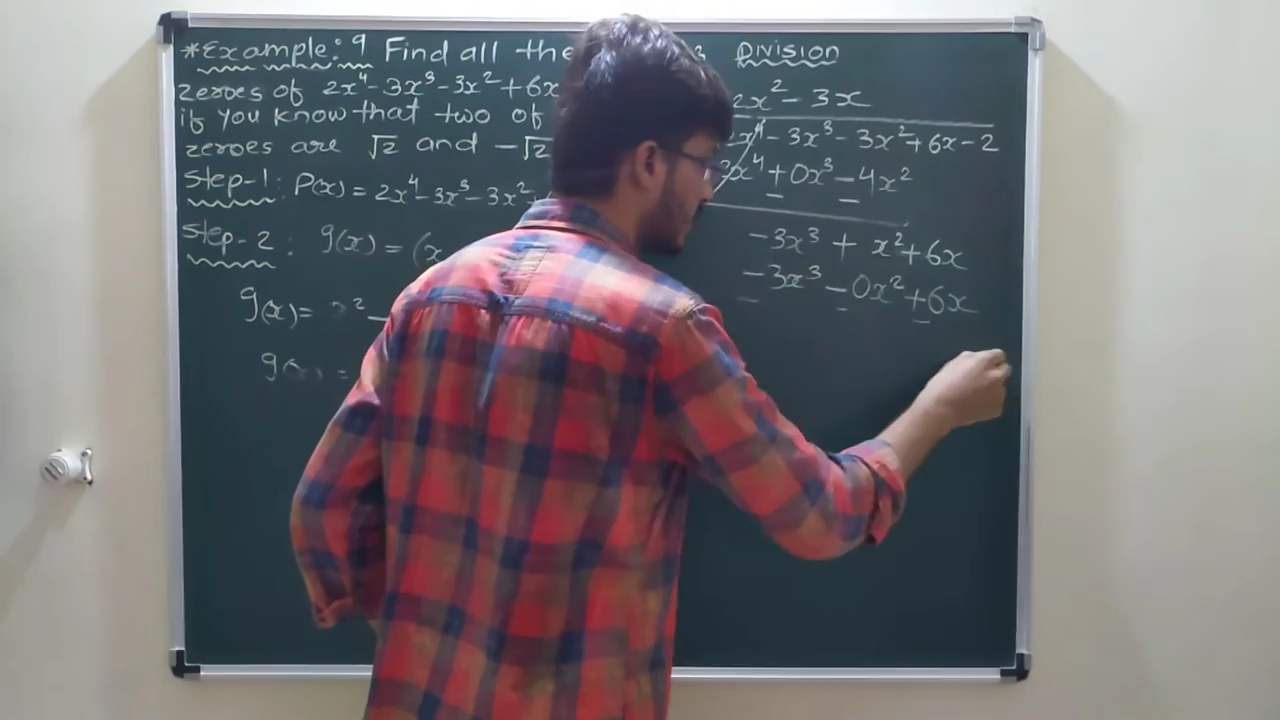 *Example:9 Find all the
zeroes of 2x⁴-3x³-3x²+6x
if you know that two of
zeroes are √2 and -√2
Step-1: P(x) = 2x⁴-3x³-3x²
Step-2: g(x) = (x
g(x) = x² -
g(x) =
Division
2x² - 3x
2x⁴ - 3x³ - 3x² + 6x - 2
2x⁴ + 0x³ - 4x²
-3x³ + x² + 6x
-3x³ - 0x² + 6x